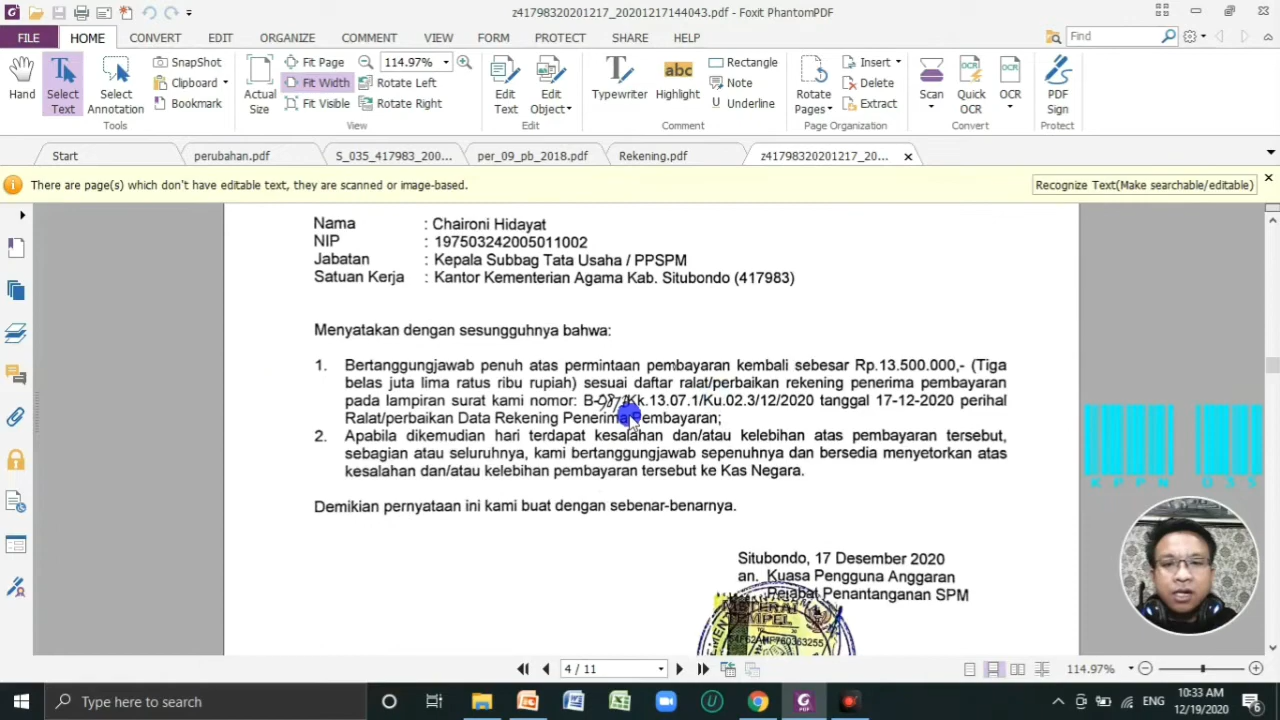 z41798320201217_20201217144043.pdf - Foxit PhantomPDF
FILE HOME CONVERT EDIT ORGANIZE COMMENT VIEW FORM PROTECT SHARE HELP
Find
Hand
Select Text
Select Annotation
SnapShot
Clipboard
Bookmark
Tools
Actual Size
Fit Page
Fit Width
Fit Visible
114.97%
Rotate Left
Rotate Right
View
Edit Text
Edit Object
Edit
Typewriter
Highlight
Rectangle
Note
Underline
Comment
Rotate Pages
Insert
Delete
Extract
Page Organization
Scan
Quick OCR
OCR
Convert
PDF Sign
Protect
Start perubahan.pdf S_035_417983_200... per_09_pb_2018.pdf Rekening.pdf z41798320201217_20...
There are page(s) which don't have editable text, they are scanned or image-based.
Recognize Text(Make searchable/editable)
Nama : Chaironi Hidayat
NIP : 197503242005011002
Jabatan : Kepala Subbag Tata Usaha / PPSPM
Satuan Kerja : Kantor Kementerian Agama Kab. Situbondo (417983)
Menyatakan dengan sesungguhnya bahwa:
1. Bertanggungjawab penuh atas permintaan pembayaran kembali sebesar Rp.13.500.000,- (Tiga
belas juta lima ratus ribu rupiah) sesuai daftar ralat/perbaikan rekening penerima pembayaran
pada lampiran surat kami nomor: Kk.13.07.1/Ku.02.3/12/2020 tanggal 17-12-2020 perihal
Ralat/perbaikan Data Rekening Penerima Pembayaran;
2. Apabila dikemudian hari terdapat kesalahan dan/atau kelebihan atas pembayaran tersebut,
sebagian atau seluruhnya, kami bertanggungjawab sepenuhnya dan bersedia menyetorkan atas
kesalahan dan/atau kelebihan pembayaran tersebut ke Kas Negara.
Demikian pernyataan ini kami buat dengan sebenar-benarnya.
Situbondo, 17 Desember 2020
an. Kuasa Pengguna Anggaran
Pejabat Penantanganan SPM
TEMPEL
KPPN
4 / 11
114.97%
Type here to search
ENG
10:33 AM
12/19/2020
6